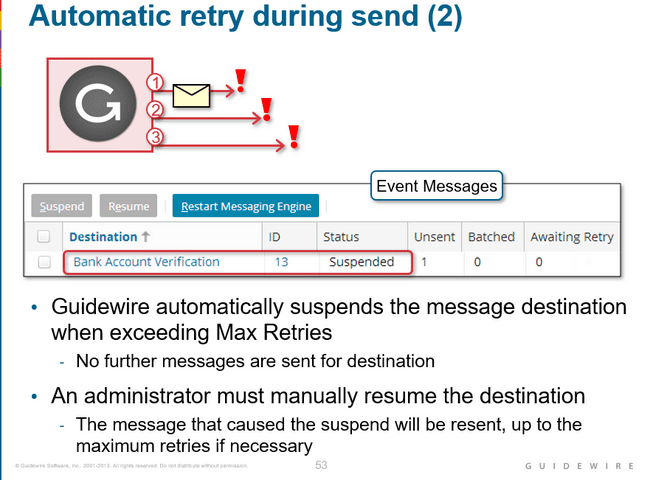 Automatic retry during send (2)
G
1
2
3
Event Messages
Suspend Resume Restart Messaging Engine
Destination ↑ ID Status Unsent Batched Awaiting Retry
Bank Account Verification 13 Suspended 1 0 0
• Guidewire automatically suspends the message destination
when exceeding Max Retries
- No further messages are sent for destination
• An administrator must manually resume the destination
- The message that caused the suspend will be resent, up to the
maximum retries if necessary
© Guidewire Software, Inc. 2001-2013. All rights reserved. Do not distribute without permission. 53 GUIDEWIRE